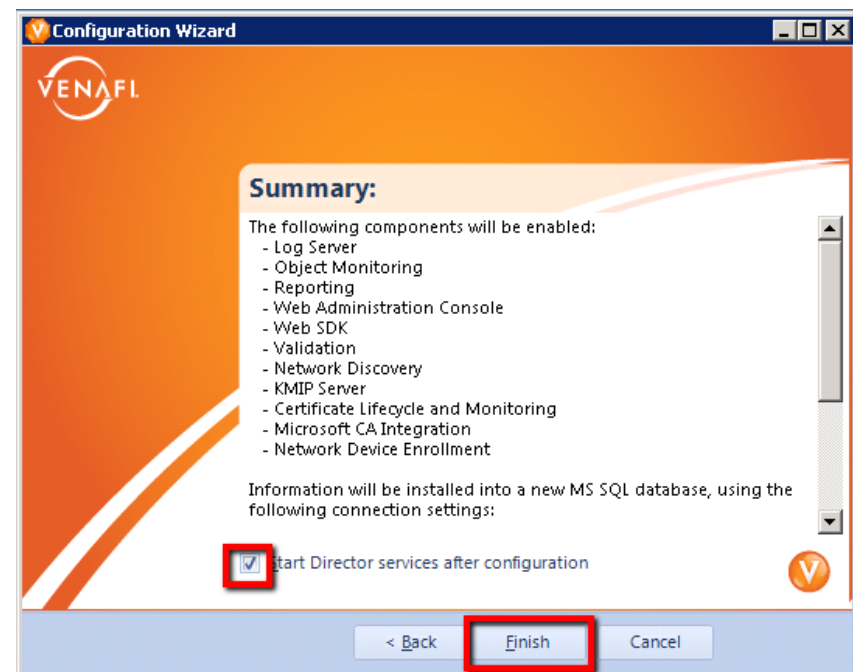 Configuration Wizard
VENAFI
Summary:
The following components will be enabled:
- Log Server
- Object Monitoring
- Reporting
- Web Administration Console
- Web SDK
- Validation
- Network Discovery
- KMIP Server
- Certificate Lifecycle and Monitoring
- Microsoft CA Integration
- Network Device Enrollment
Information will be installed into a new MS SQL database, using the
following connection settings:
Start Director services after configuration
< Back Finish Cancel